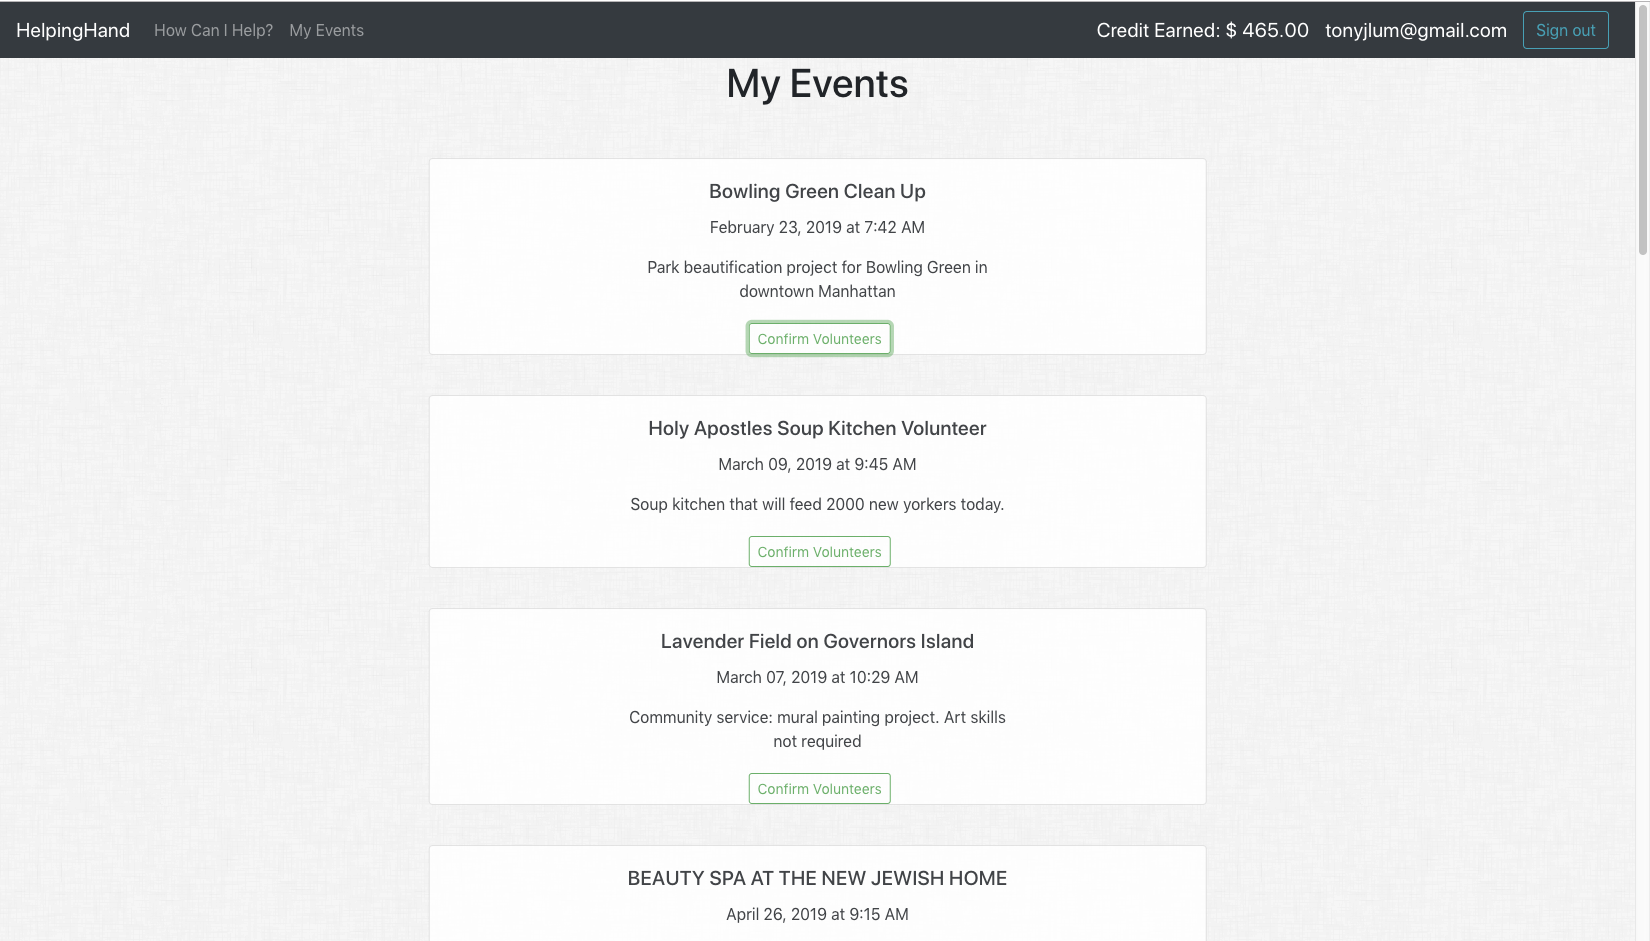 HelpingHand How Can I Help? My Events Credit Earned: $ 465.00 tonyjlum@gmail.com Sign out
My Events
Bowling Green Clean Up
February 23, 2019 at 7:42 AM
Park beautification project for Bowling Green in
downtown Manhattan
Confirm Volunteers
Holy Apostles Soup Kitchen Volunteer
March 09, 2019 at 9:45 AM
Soup kitchen that will feed 2000 new yorkers today.
Confirm Volunteers
Lavender Field on Governors Island
March 07, 2019 at 10:29 AM
Community service: mural painting project. Art skills
not required
Confirm Volunteers
BEAUTY SPA AT THE NEW JEWISH HOME
April 26, 2019 at 9:15 AM